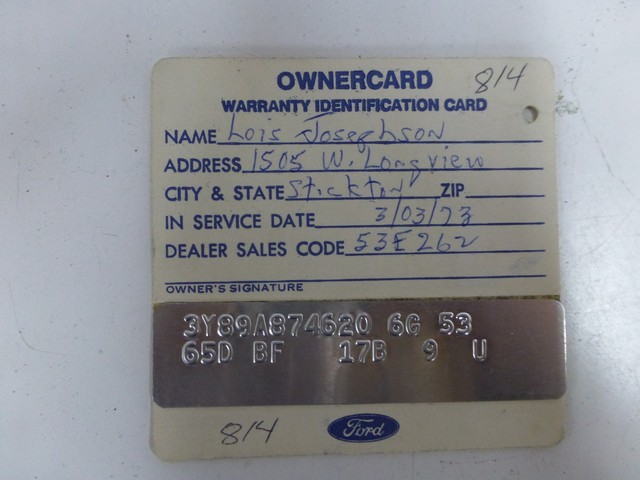 OWNERCARD 814
WARRANTY IDENTIFICATION CARD
NAME Lois Josephson
ADDRESS 1505 W. Longview
CITY & STATE Stockton ZIP
IN SERVICE DATE 3/03/73
DEALER SALES CODE 53E262
OWNER'S SIGNATURE
3Y89A874620 6G 53
65D BF 17B 9 U
814 Ford